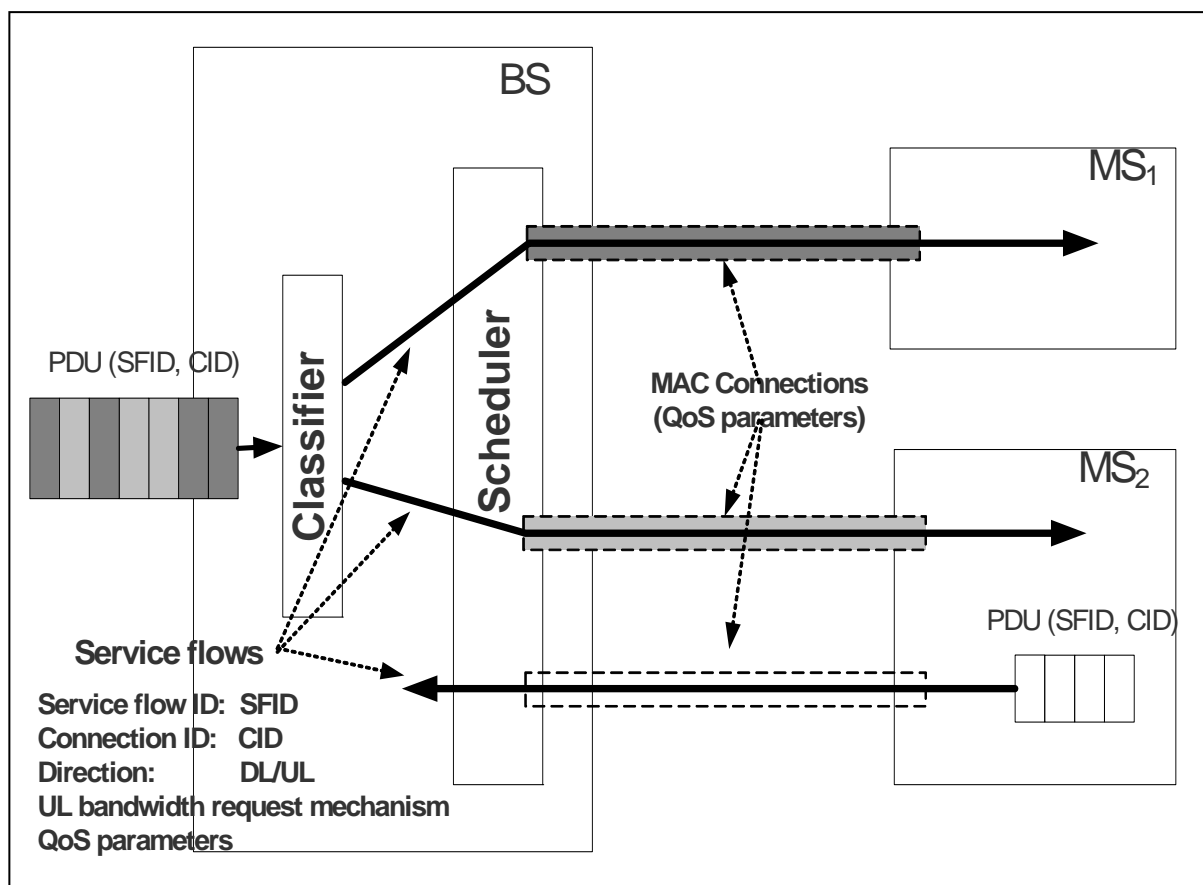 BS
MS₁
PDU (SFID, CID)
Classifier
Scheduler
MAC Connections
(QoS parameters)
MS₂
PDU (SFID, CID)
Service flows
Service flow ID: SFID
Connection ID: CID
Direction: DL/UL
UL bandwidth request mechanism
QoS parameters